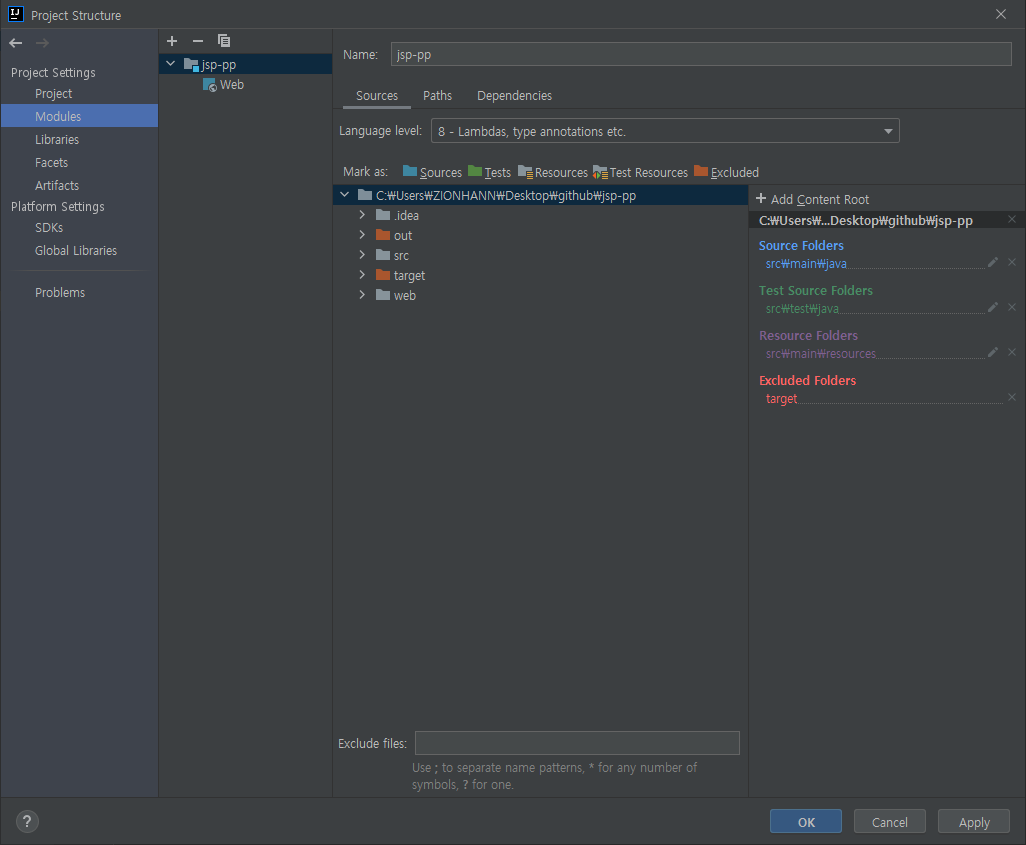 IJ
Project Structure
Project Settings
Project
Modules
Libraries
Facets
Artifacts
Platform Settings
SDKs
Global Libraries
Problems
jsp-pp
Web
Name: jsp-pp
Sources Paths Dependencies
Language level: 8 - Lambdas, type annotations etc.
Mark as: Sources Tests Resources Test Resources Excluded
C:₩Users₩ZIONHANN₩Desktop₩github₩jsp-pp
.idea
out
src
target
web
Exclude files:
Use ; to separate name patterns, * for any number of
symbols, ? for one.
+ Add Content Root
C:₩Users₩...Desktop₩github₩jsp-pp
Source Folders
src₩main₩java
Test Source Folders
src₩test₩java
Resource Folders
src₩main₩resources
Excluded Folders
target
?
OK Cancel Apply